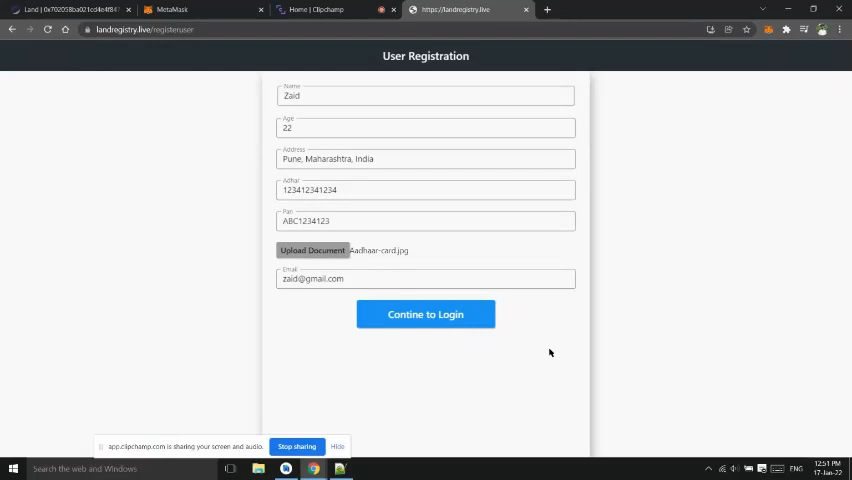 Land | 0x702058ba021cd4e4f847
MetaMask
Home | Clipchamp
https://landregistry.live
landregistry.live/registeruser
User Registration
Name
Zaid
Age
22
Address
Pune, Maharashtra, India
Adhar
123412341234
Pan
ABC1234123
Upload Document Aadhaar-card.jpg
Email
zaid@gmail.com
Contine to Login
app.clipchamp.com is sharing your screen and audio.
Stop sharing
Hide
Search the web and Windows
ENG
12:51 PM
17-Jan-22